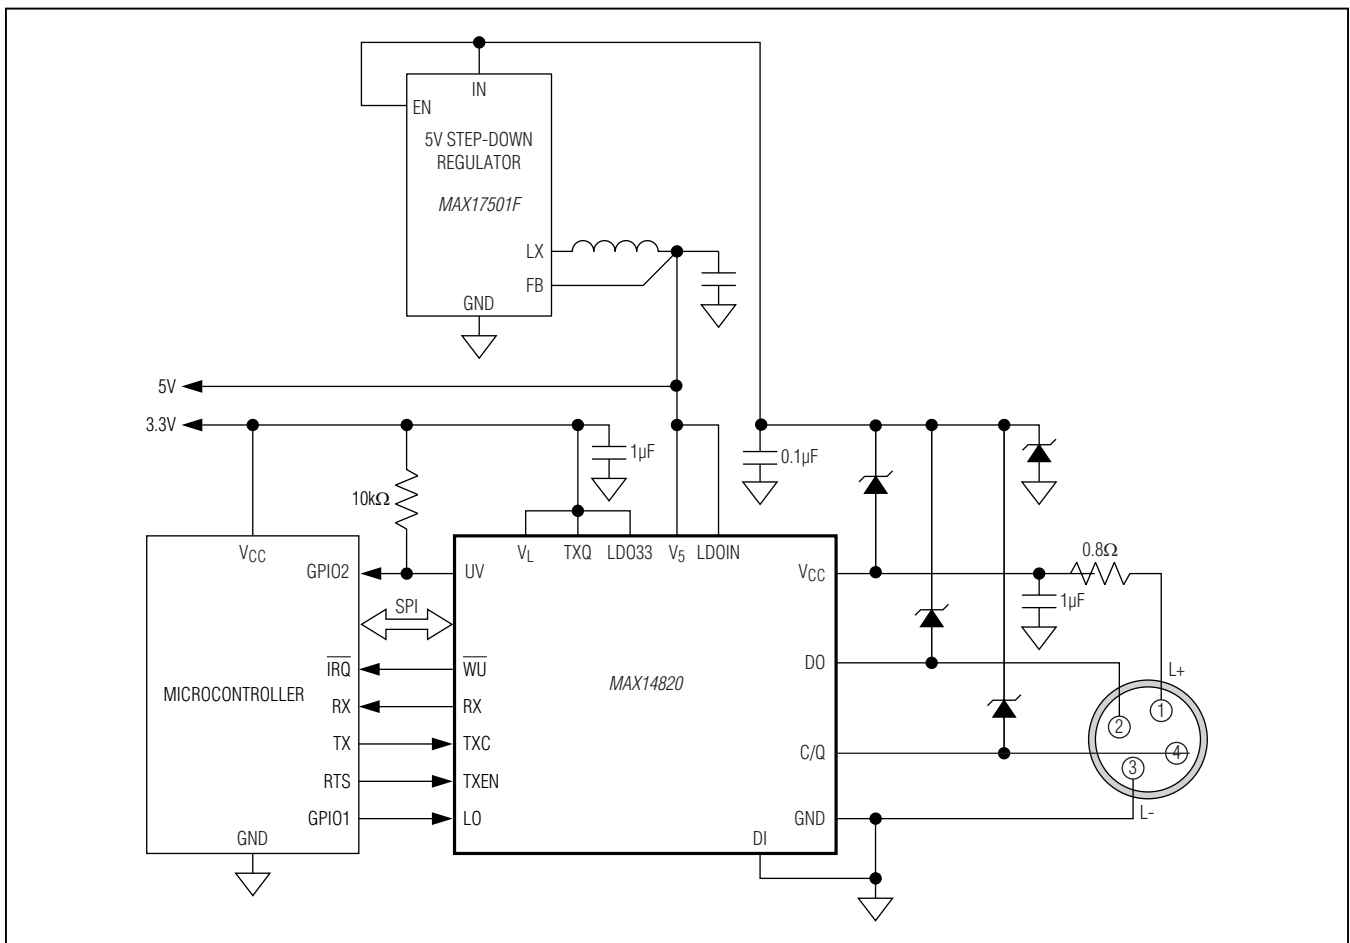 IN
EN
5V STEP-DOWN
REGULATOR
MAX17501F
LX
FB
GND
5V
3.3V
1µF
0.1µF
10kΩ
VCC
VL
TXQ
LDO33
V5
LDOIN
0.8Ω
GPIO2
UV
VCC
1µF
SPI
IRQ
WU
DO
L+
MICROCONTROLLER
MAX14820
RX
RX
1
2
TX
TXC
C/Q
4
3
RTS
TXEN
GPIO1
LO
GND
L-
GND
DI